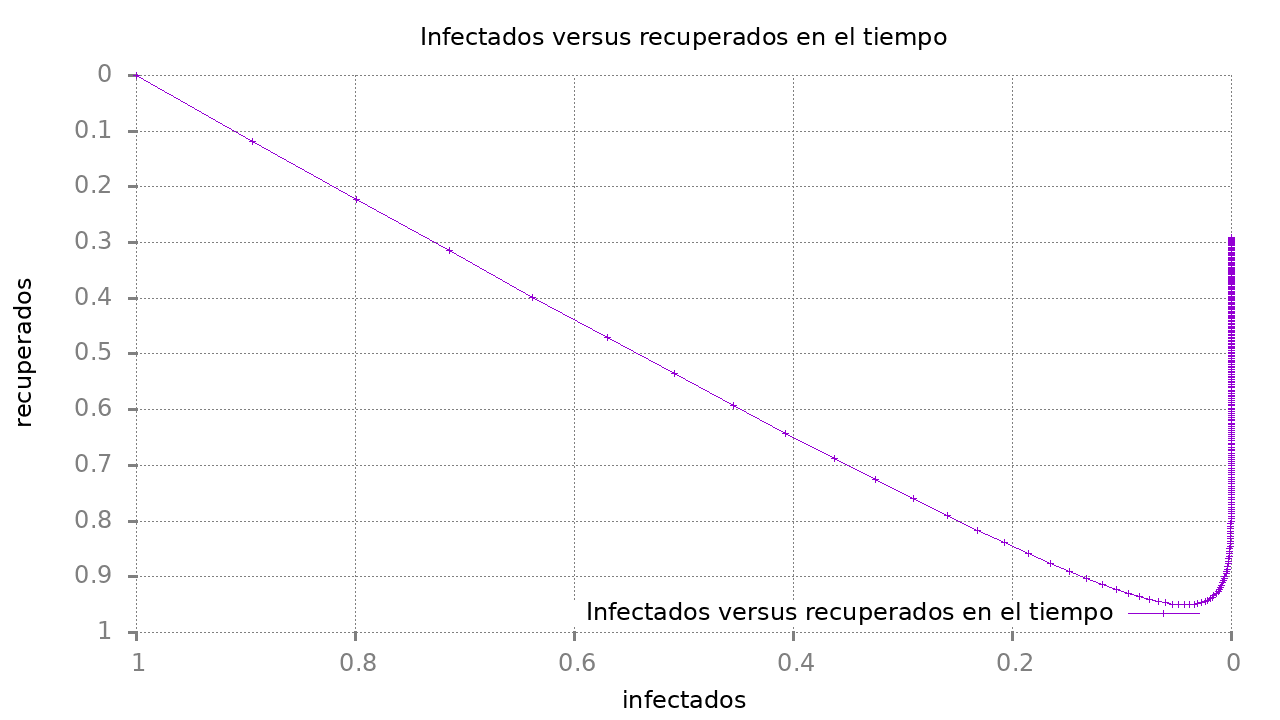 Infectados versus recuperados en el tiempo
0
0.1
0.2
0.3
0.4
0.5
0.6
0.7
0.8
0.9
1
recuperados
Infectados versus recuperados en el tiempo
1 0.8 0.6 0.4 0.2 0
infectados